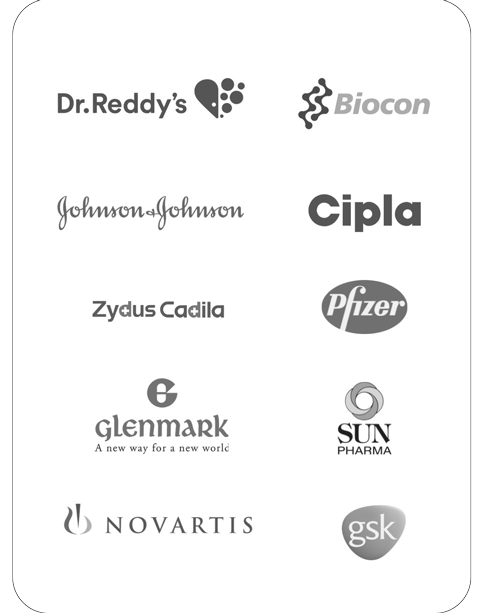 Dr.Reddy's
Biocon
Johnson & Johnson
Cipla
Zydus Cadila
Pfizer
GLENMARK
A new way for a new world
SUN
PHARMA
NOVARTIS
gsk